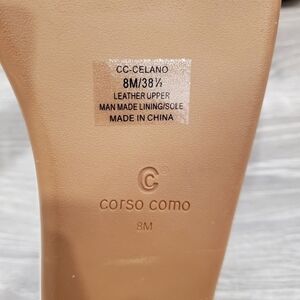 CC-CELANO
8M/38½
LEATHER UPPER
MAN MADE LINING/SOLE
MADE IN CHINA
C
corso como
8M